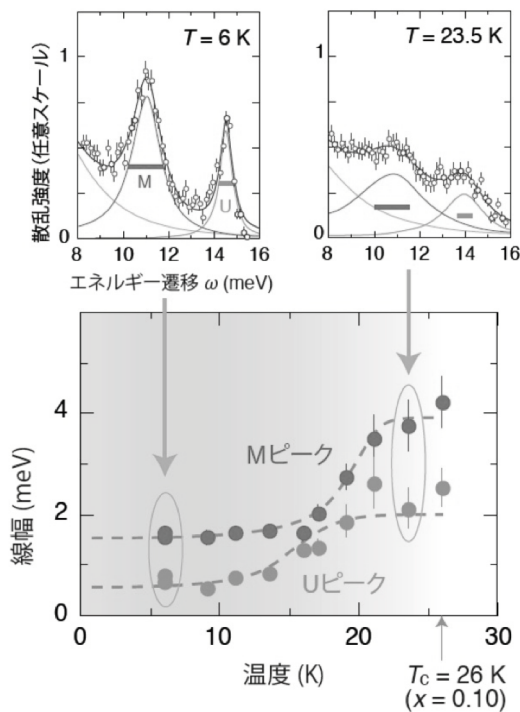 T = 6 K
T = 23.5 K
散乱強度 (任意スケール)
1
0
M
U
8 10 12 14 16
1
0
8 10 12 14 16
エネルギー遷移 ω (meV)
線幅 (meV)
6
4
2
0
Mピーク
Uピーク
0 10 20 30
温度 (K)
Tc = 26 K
(x = 0.10)